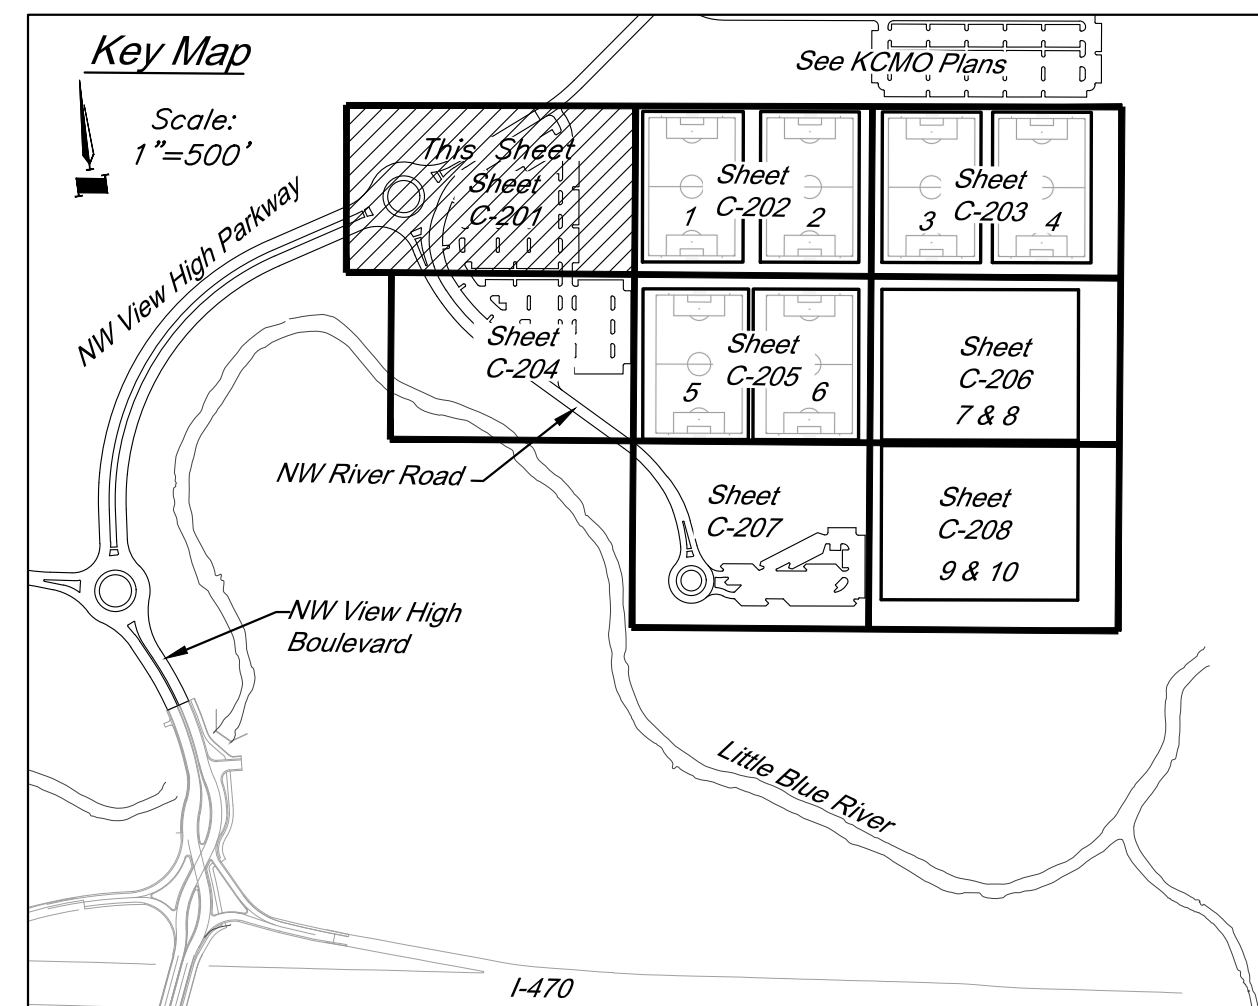 Key Map
Scale:
1"=500'
See KCMO Plans
This Sheet
Sheet
C-201
Sheet
C-202
1
2
Sheet
C-203
3
4
NW View High Parkway
Sheet
C-204
Sheet
C-205
5
6
Sheet
C-206
7 & 8
NW River Road
Sheet
C-207
Sheet
C-208
9 & 10
NW View High
Boulevard
Little Blue River
I-470